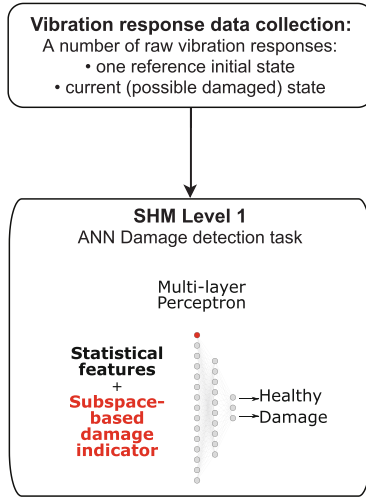 Vibration response data collection:
A number of raw vibration responses:
• one reference initial state
• current (possible damaged) state
SHM Level 1
ANN Damage detection task
Multi-layer
Perceptron
Statistical
features
+
Subspace-
based
damage
indicator
Healthy
Damage